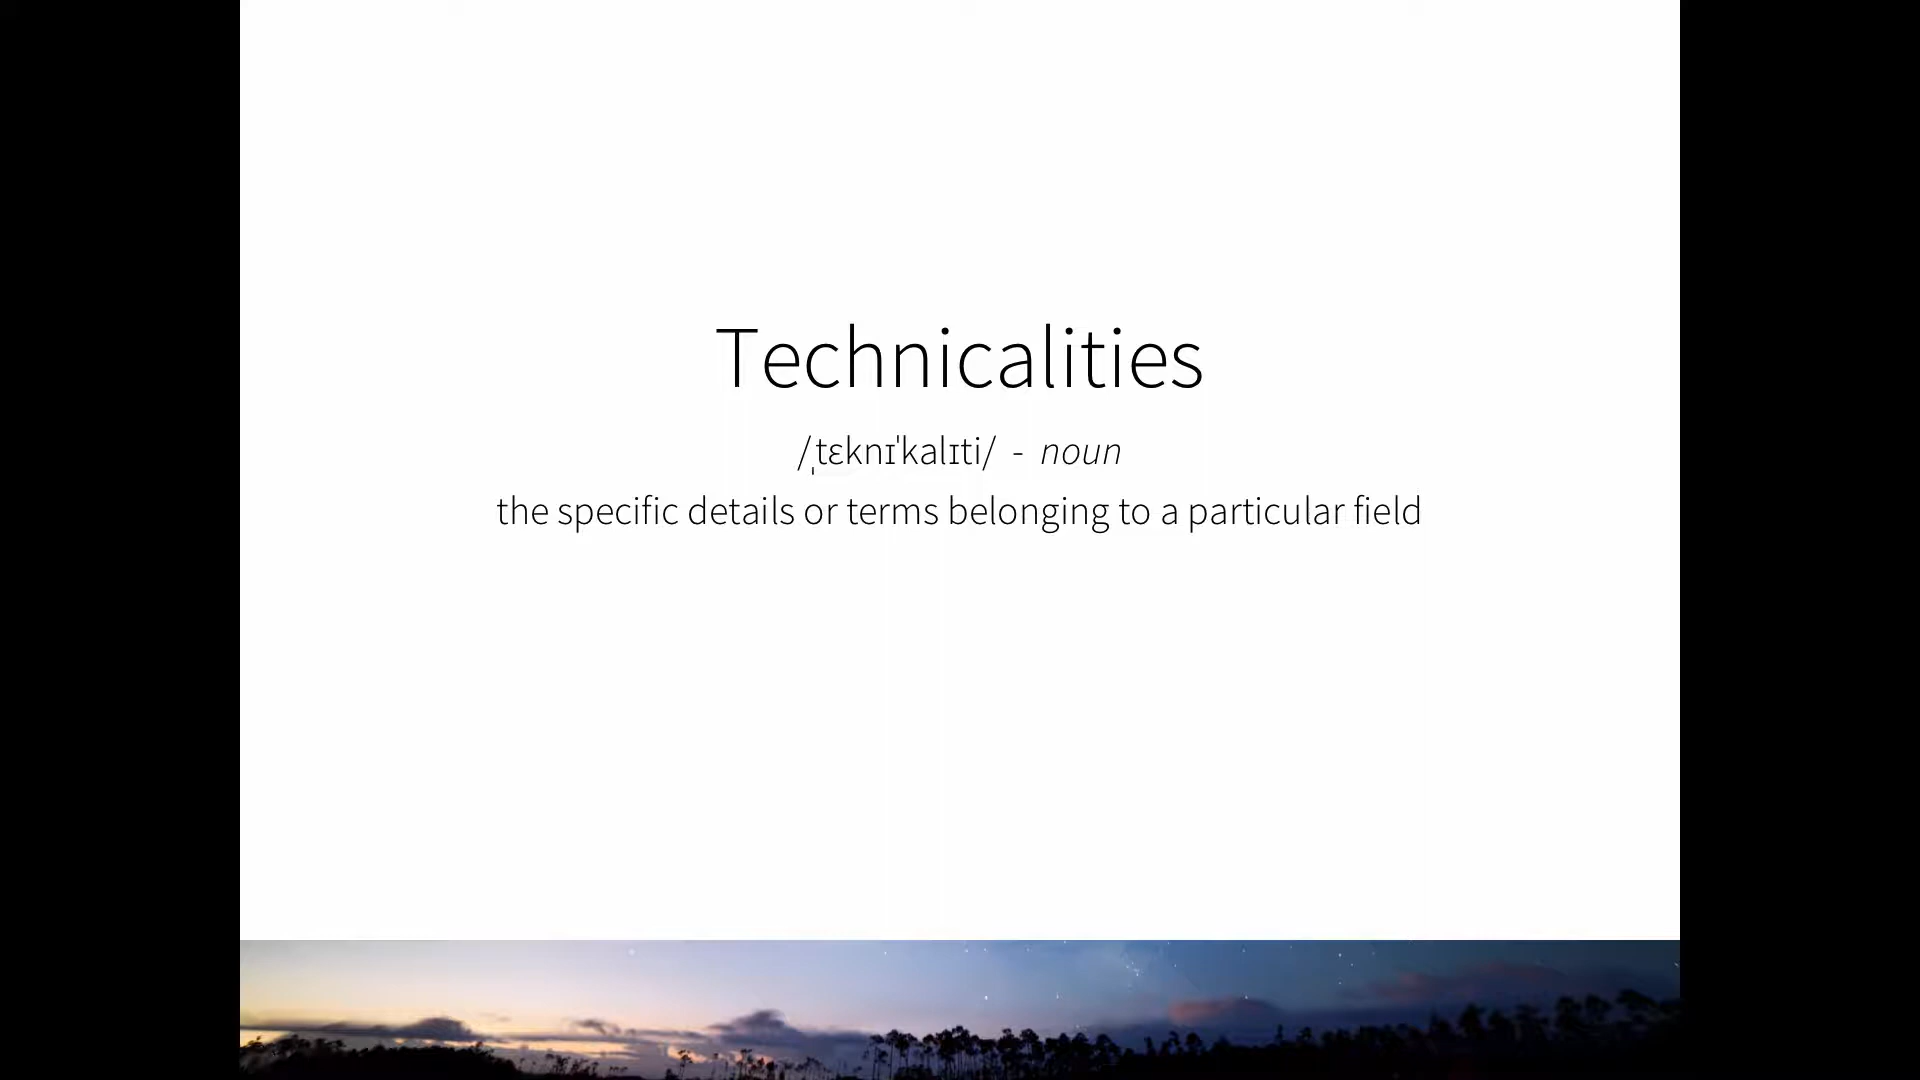 Technicalities
/ˌtɛknɪˈkalɪti/ - noun
the specific details or terms belonging to a particular field